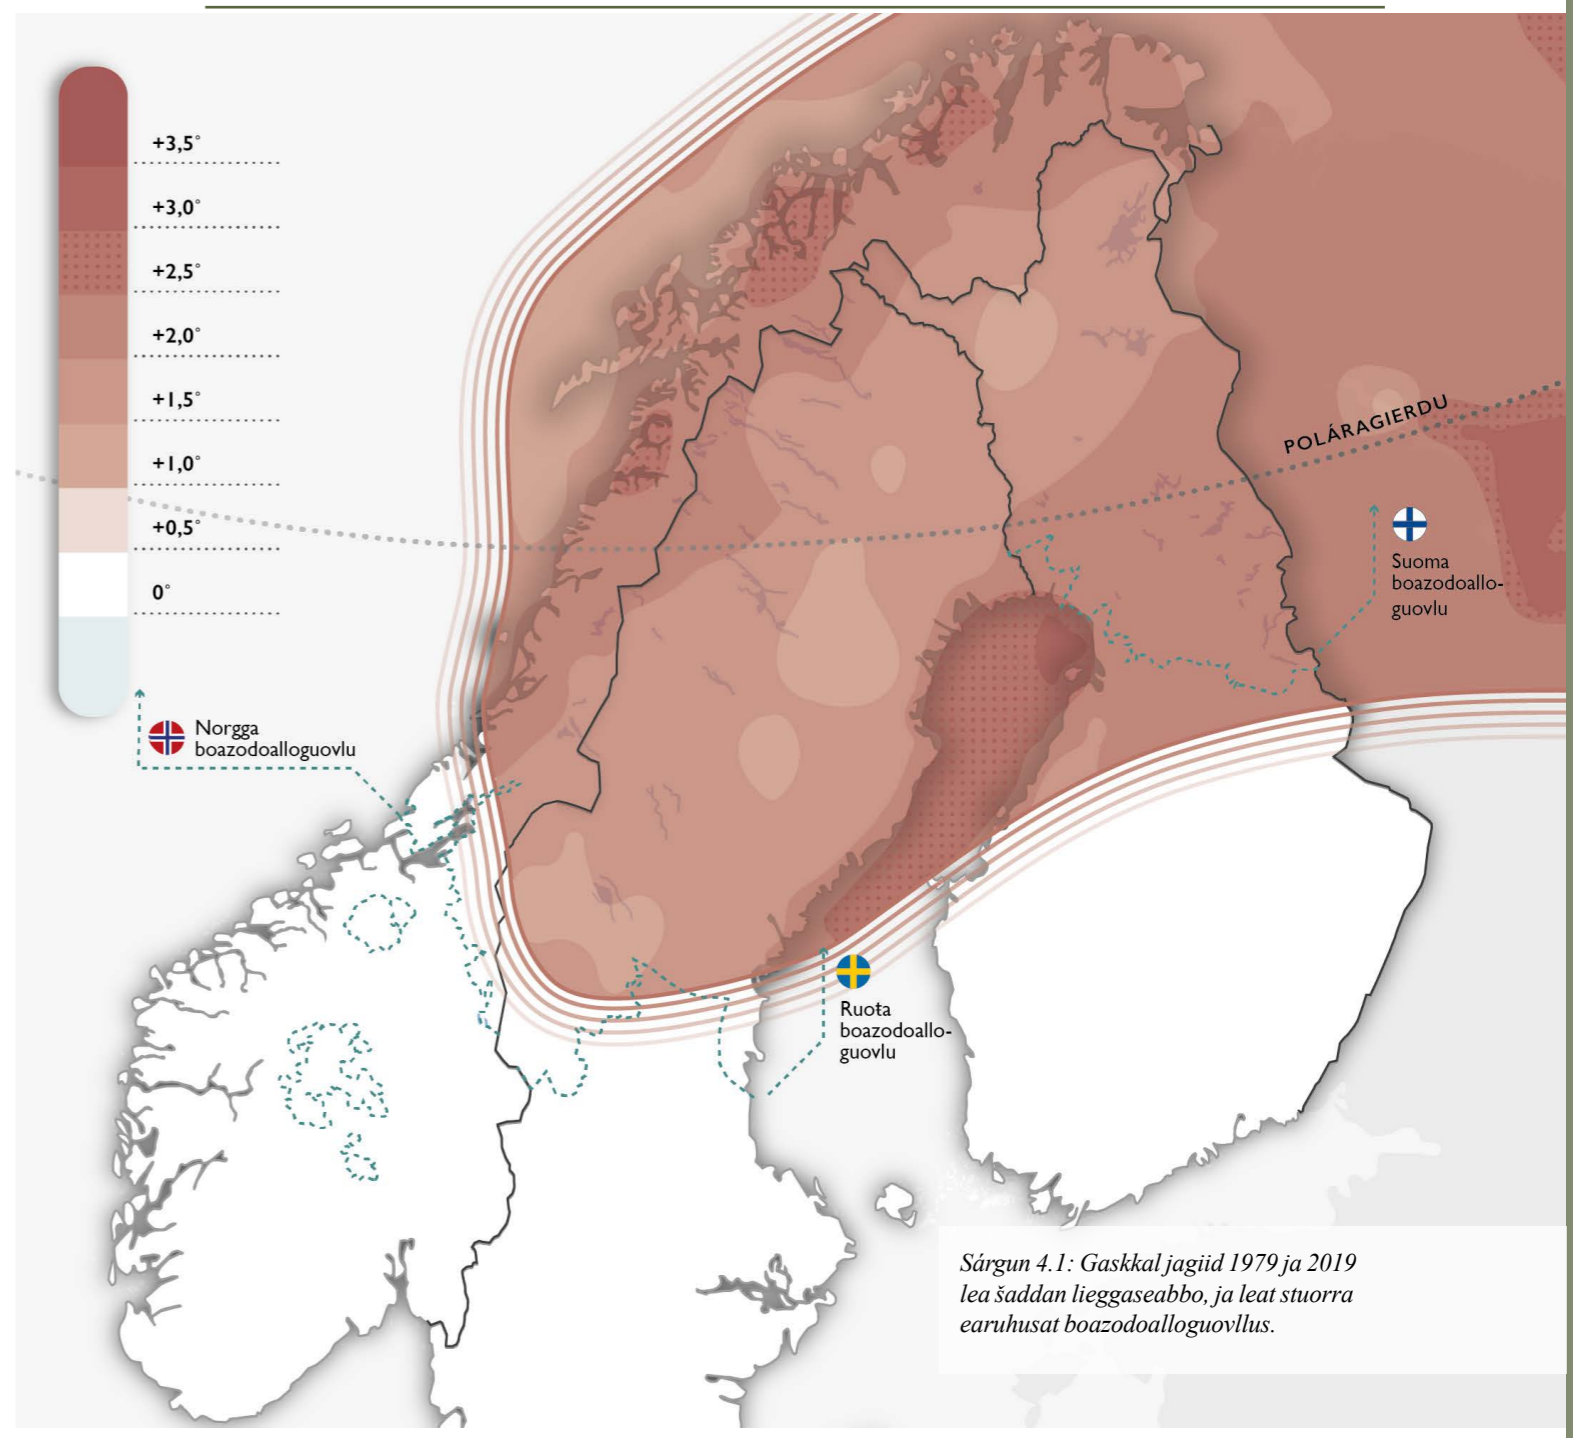 +3,5°
+3,0°
+2,5°
+2,0°
+1,5°
+1,0°
+0,5°
0°
POLÁRAGIERDU
Suoma
boazodoallo-
guovlu
Norgga
boazodoalloguovlu
Ruoŧa
boazodoallo-
guovlu
Sárgun 4.1: Gaskkal jagiid 1979 ja 2019
lea šaddan lieggaseabbo, ja leat stuorra
earuhusat boazodoalloguovllus.